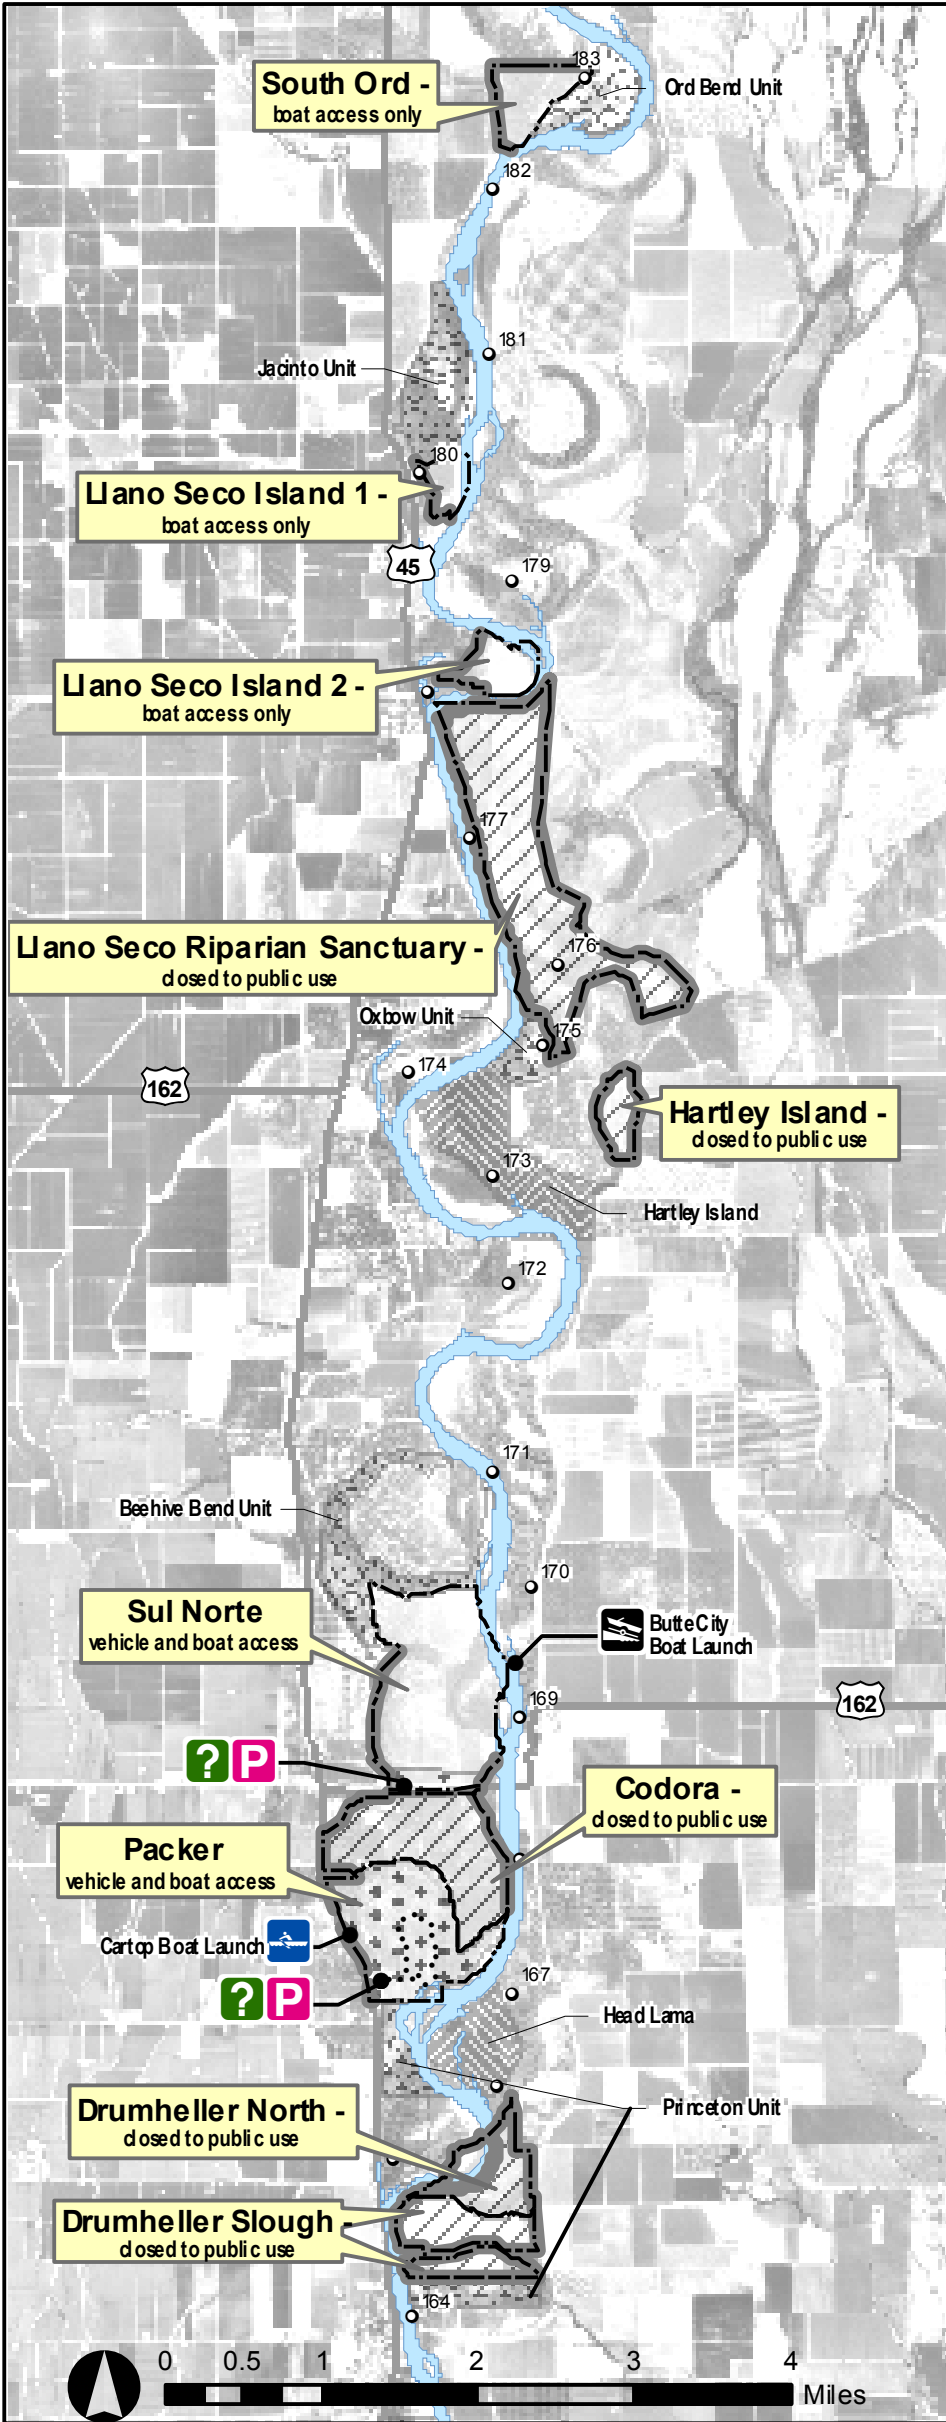 183
South Ord -
boat access only
Ord Bend Unit
182
181
Jacinto Unit
180
Llano Seco Island 1 -
boat access only
45
179
Llano Seco Island 2 -
boat access only
177
Llano Seco Riparian Sanctuary -
closed to public use
176
Oxbow Unit
175
174
162
Hartley Island -
closed to public use
173
Hartley Island
172
171
Beehive Bend Unit
170
Sul Norte
vehicle and boat access
Butte City
Boat Launch
169
162
? P
Codora -
closed to public use
Packer
vehicle and boat access
Cartop Boat Launch
167
? P
Head Lama
Princeton Unit
Drumheller North -
closed to public use
Drumheller Slough -
closed to public use
164
0 0.5 1 2 3 4
Miles